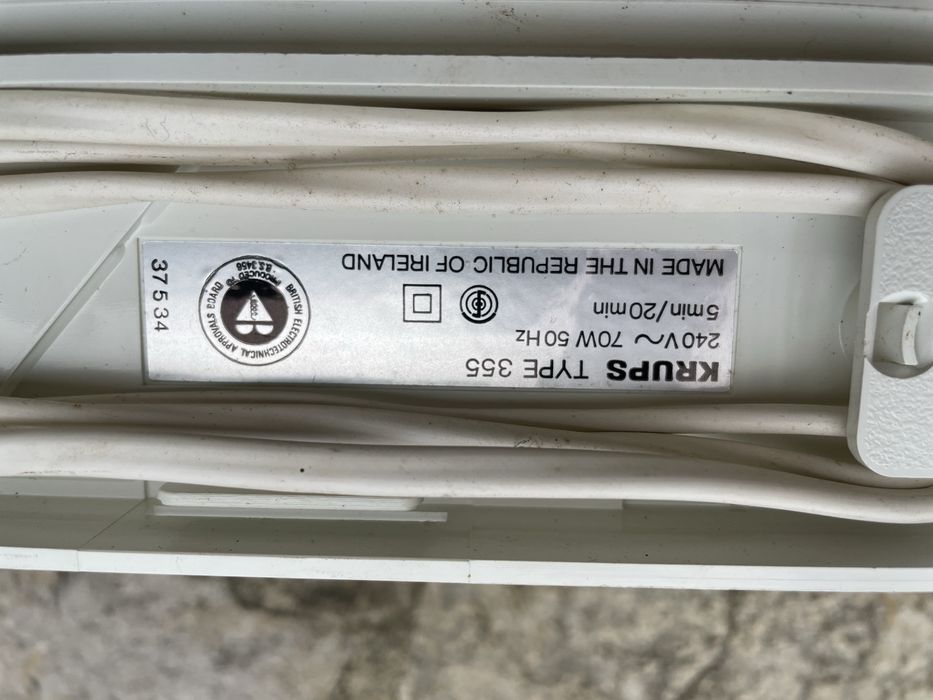 KRUPS TYPE 355
240V～ 70W 50Hz
5min/20min
MADE IN THE REPUBLIC OF IRELAND
BRITISH ELECTROTECHNICAL APPROVALS BOARD
PRODUCED TO
B.S.3456
37534